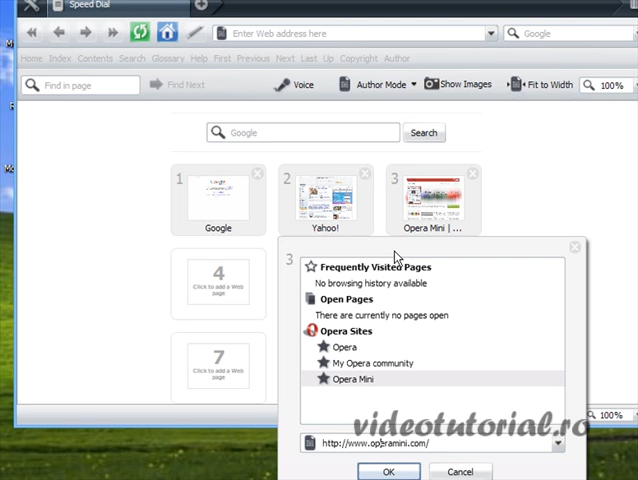 Speed Dial
Enter Web address here
Google
Home Index Contents Search Glossary Help First Previous Next Last Up Copyright Author
Find in page
Find Next
Voice
Author Mode
Show Images
Fit to Width
100%
Google
Search
1
2
3
Google
Yahoo!
Opera Mini | ...
4
Click to add a Web page
7
Click to add a Web page
3
Frequently Visited Pages
No browsing history available
Open Pages
There are currently no pages open
Opera Sites
Opera
My Opera community
Opera Mini
100%
videotutorial.ro
http://www.operamini.com/
OK
Cancel